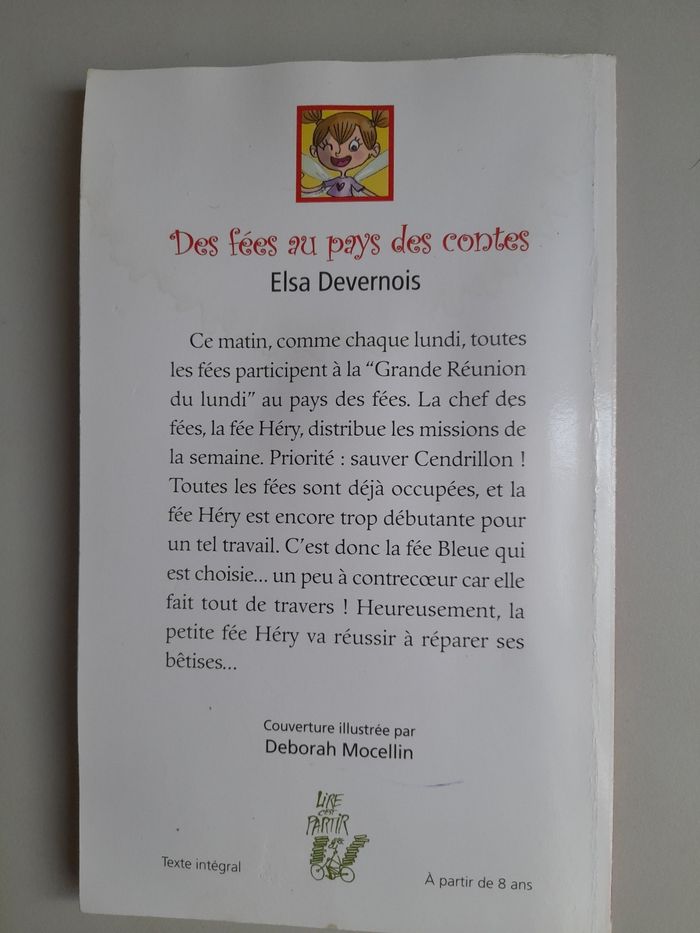 Des fées au pays des contes
Elsa Devernois
Ce matin, comme chaque lundi, toutes
les fées participent à la “Grande Réunion
du lundi” au pays des fées. La chef des
fées, la fée Héry, distribue les missions de
la semaine. Priorité : sauver Cendrillon !
Toutes les fées sont déjà occupées, et la
fée Héry est encore trop débutante pour
un tel travail. C’est donc la fée Bleue qui
est choisie... un peu à contrecœur car elle
fait tout de travers ! Heureusement, la
petite fée Héry va réussir à réparer ses
bêtises...
Couverture illustrée par
Deborah Mocellin
LIRE
C'EST
PARTIR
Texte intégral
À partir de 8 ans